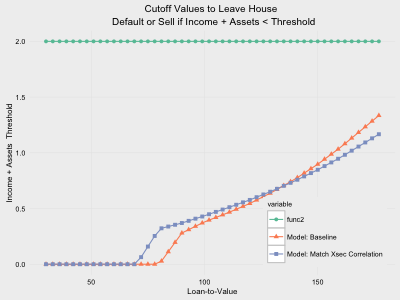 Cutoff Values to Leave House
Default or Sell if Income + Assets < Threshold
Income + Assets Threshold
2.0
1.5
1.0
0.5
0.0
variable
func2
Model: Baseline
Model: Match Xsec Correlation
50
100
150
Loan-to-Value